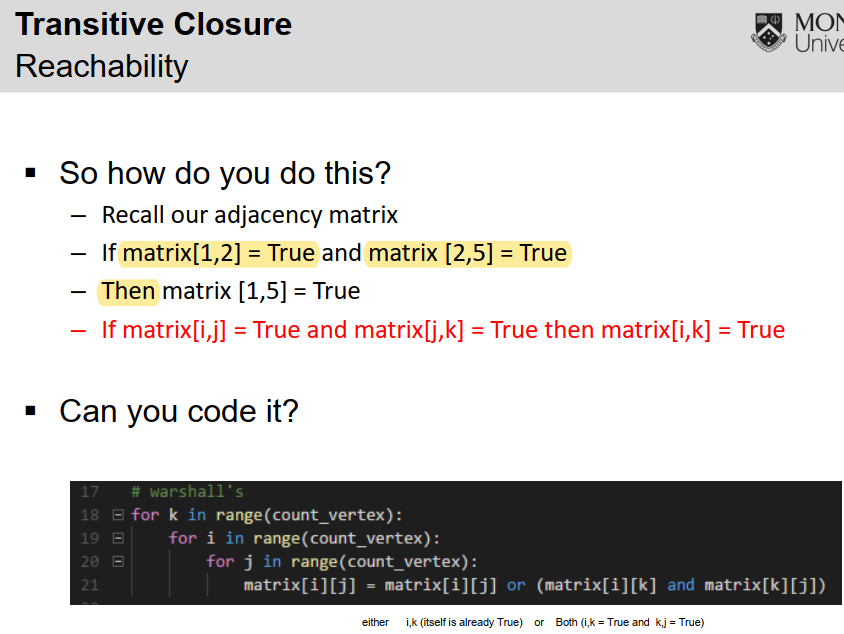 Transitive Closure
Reachability
▪ So how do you do this?
– Recall our adjacency matrix
– If matrix[1,2] = True and matrix [2,5] = True
– Then matrix [1,5] = True
– If matrix[i,j] = True and matrix[j,k] = True then matrix[i,k] = True
▪ Can you code it?
17 # warshall's
18 for k in range(count_vertex):
19 for i in range(count_vertex):
20 for j in range(count_vertex):
21 matrix[i][j] = matrix[i][j] or (matrix[i][k] and matrix[k][j])
either i,k (itself is already True) or Both (i,k = True and k,j = True)